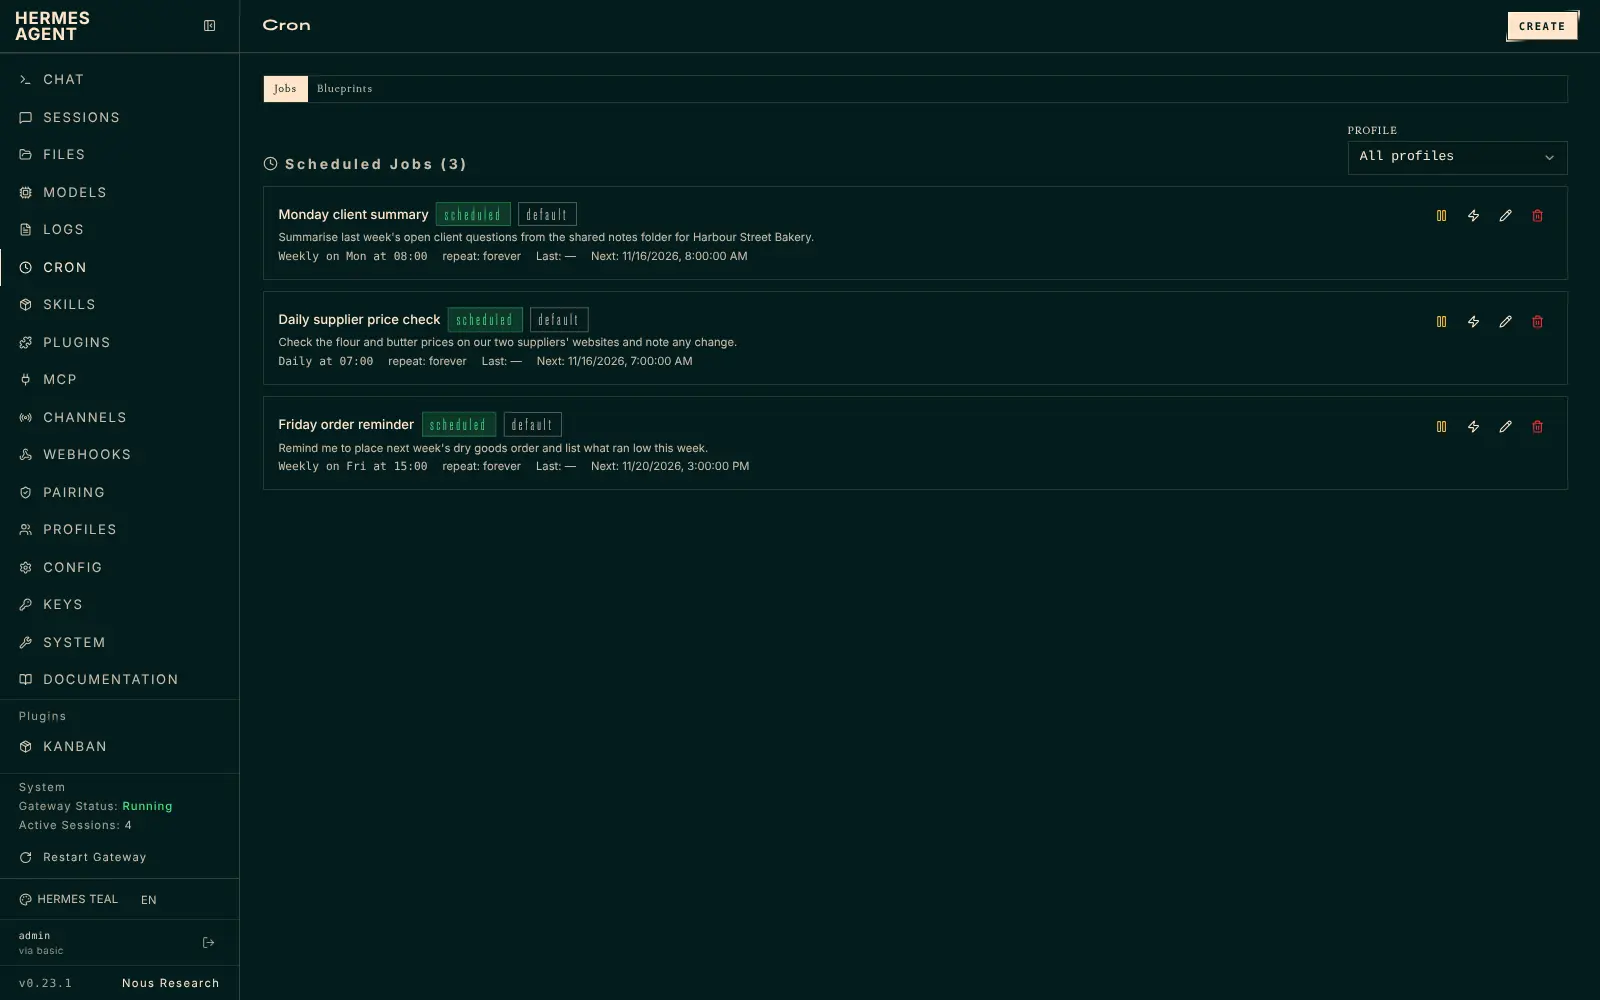 HERMES
AGENT
CHAT
SESSIONS
FILES
MODELS
LOGS
CRON
SKILLS
PLUGINS
MCP
CHANNELS
WEBHOOKS
PAIRING
PROFILES
CONFIG
KEYS
SYSTEM
DOCUMENTATION
Plugins
KANBAN
System
Gateway Status: Running
Active Sessions: 4
Restart Gateway
HERMES TEAL EN
admin
via basic
v0.23.1 Nous Research
Cron
CREATE
Jobs Blueprints
PROFILE
All profiles
Scheduled Jobs (3)
Monday client summary scheduled default
Summarise last week's open client questions from the shared notes folder for Harbour Street Bakery.
Weekly on Mon at 08:00 repeat: forever Last: — Next: 11/16/2026, 8:00:00 AM
Daily supplier price check scheduled default
Check the flour and butter prices on our two suppliers' websites and note any change.
Daily at 07:00 repeat: forever Last: — Next: 11/16/2026, 7:00:00 AM
Friday order reminder scheduled default
Remind me to place next week's dry goods order and list what ran low this week.
Weekly on Fri at 15:00 repeat: forever Last: — Next: 11/20/2026, 3:00:00 PM